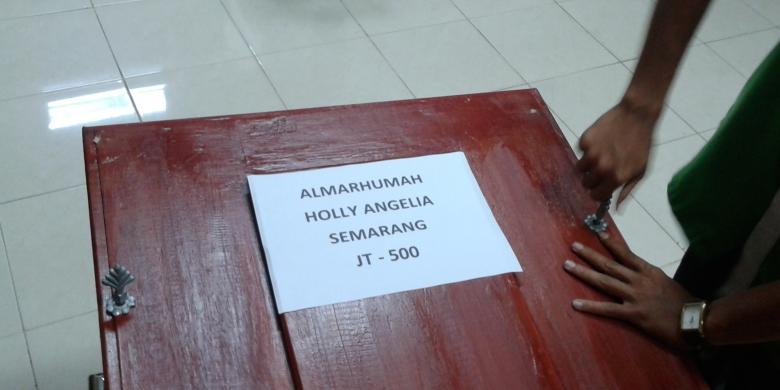 ALMARHUMAH
HOLLY ANGELIA
SEMARANG
JT - 500